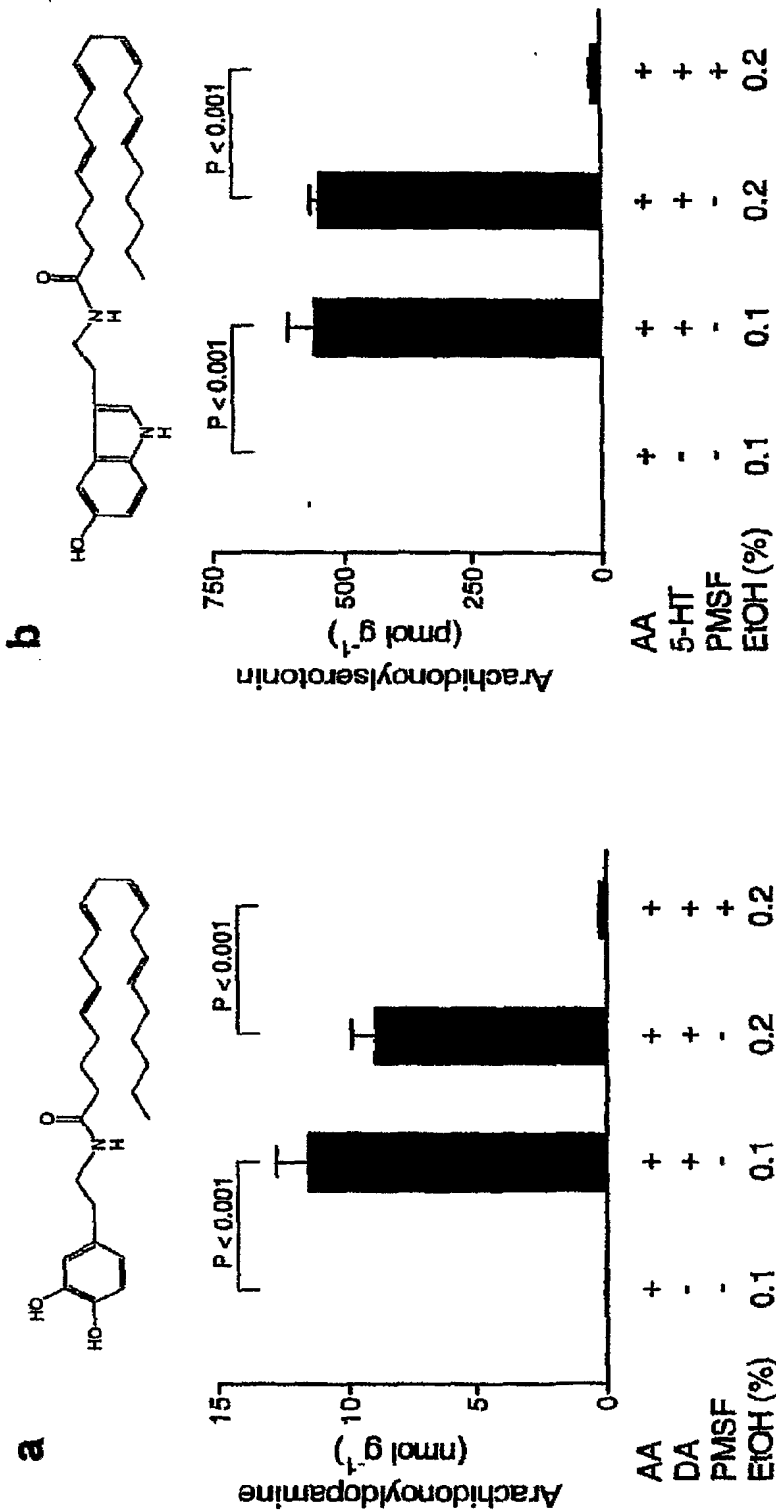 a
HO
HO
O
N
H
Arachidonoyldopamine
(nmol g⁻¹)
15
10
5
0
P < 0.001
P < 0.001
AA + + + +
DA - + + +
PMSF - - - +
EtOH (%) 0.1 0.1 0.2 0.2
b
HO
N
H
O
N
H
Arachidonoylserotonin
(pmol g⁻¹)
750
500
250
0
P < 0.001
P < 0.001
AA + + + +
5-HT - + + +
PMSF - - - +
EtOH (%) 0.1 0.1 0.2 0.2